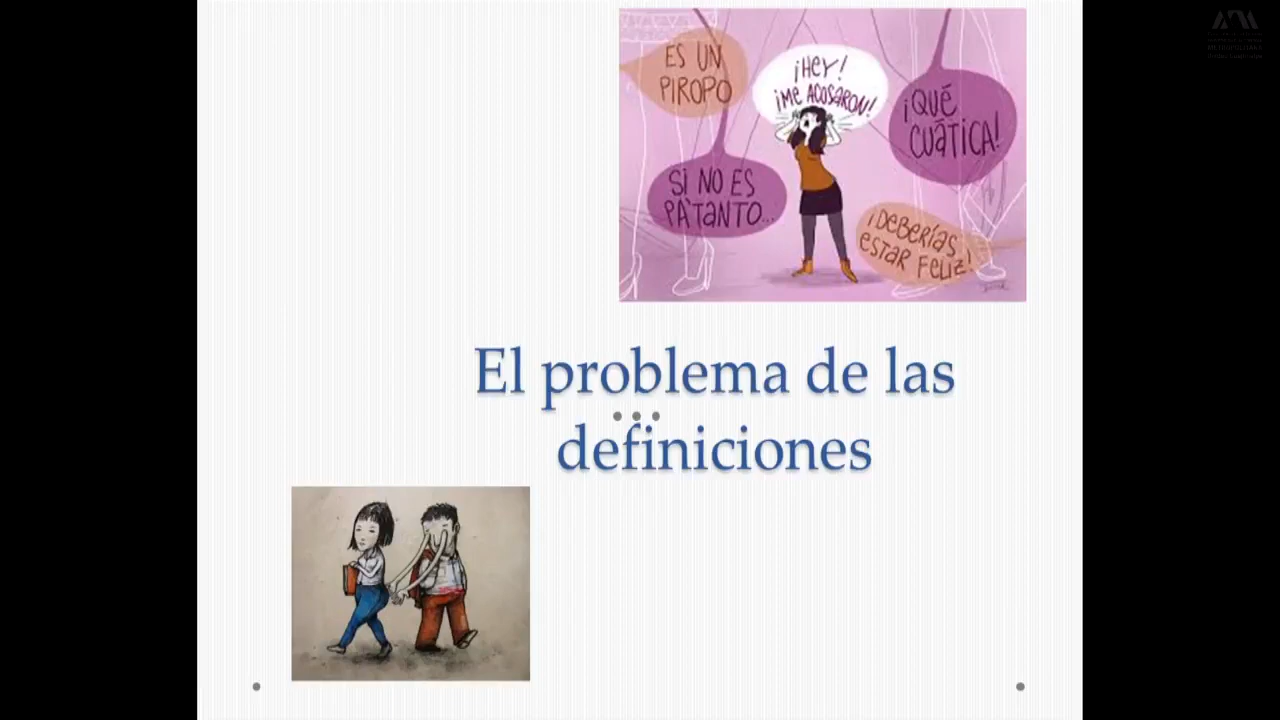 ES UN
PIROPO
¡HEY!
¡ME ACOSARON!
¡QUÉ
CUÁTICA!
SI NO ES
PA'TANTO...
¡DEBERÍAS
ESTAR FELIZ!
El problema de las
definiciones